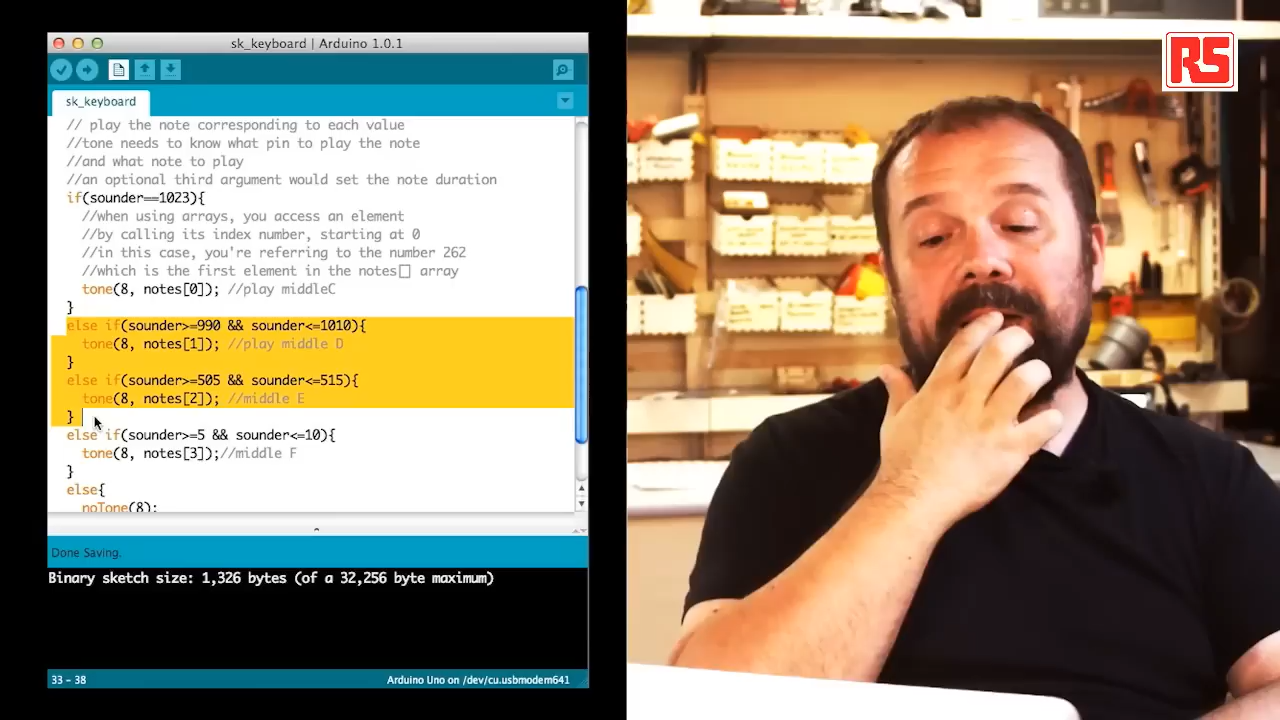 sk_keyboard | Arduino 1.0.1
sk_keyboard
// play the note corresponding to each value
//tone needs to know what pin to play the note
//and what note to play
//an optional third argument would set the note duration
if(sounder==1023){
//when using arrays, you access an element
//by calling its index number, starting at 0
//in this case, you're referring to the number 262
//which is the first element in the notes[] array
tone(8, notes[0]); //play middleC
}
else if(sounder>=990 && sounder<=1010){
tone(8, notes[1]); //play middle D
}
else if(sounder>=505 && sounder<=515){
tone(8, notes[2]); //middle E
}
else if(sounder>=5 && sounder<=10){
tone(8, notes[3]);//middle F
}
else{
noTone(8);
Done Saving.
Binary sketch size: 1,326 bytes (of a 32,256 byte maximum)
33 - 38
Arduino Uno on /dev/cu.usbmodem641
RS